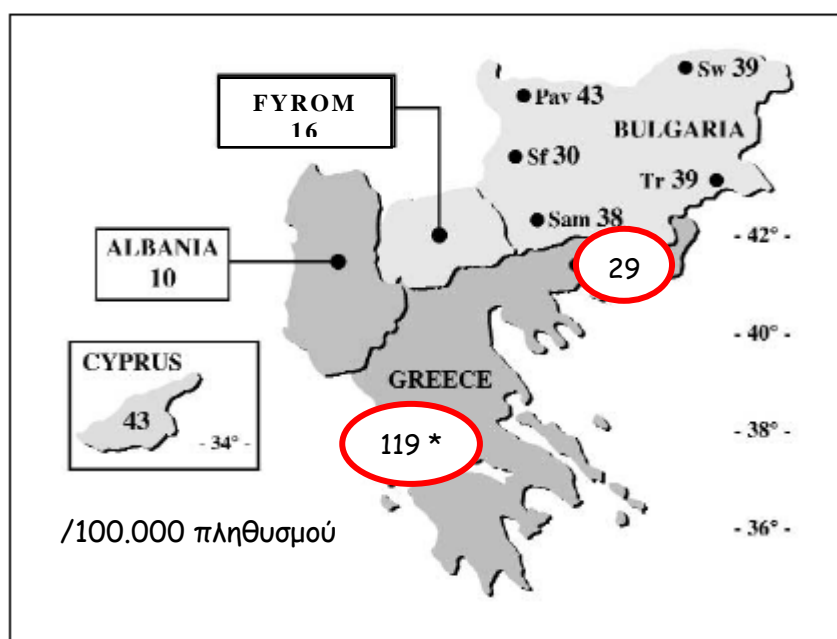 FYROM
16
Sw 39
Pav 43
BULGARIA
Sf 30
Tr 39
Sam 38
ALBANIA
10
29
- 42° -
- 40° -
CYPRUS
43
- 34° -
GREECE
119 *
- 38° -
/100.000 πληθυσμού
- 36° -